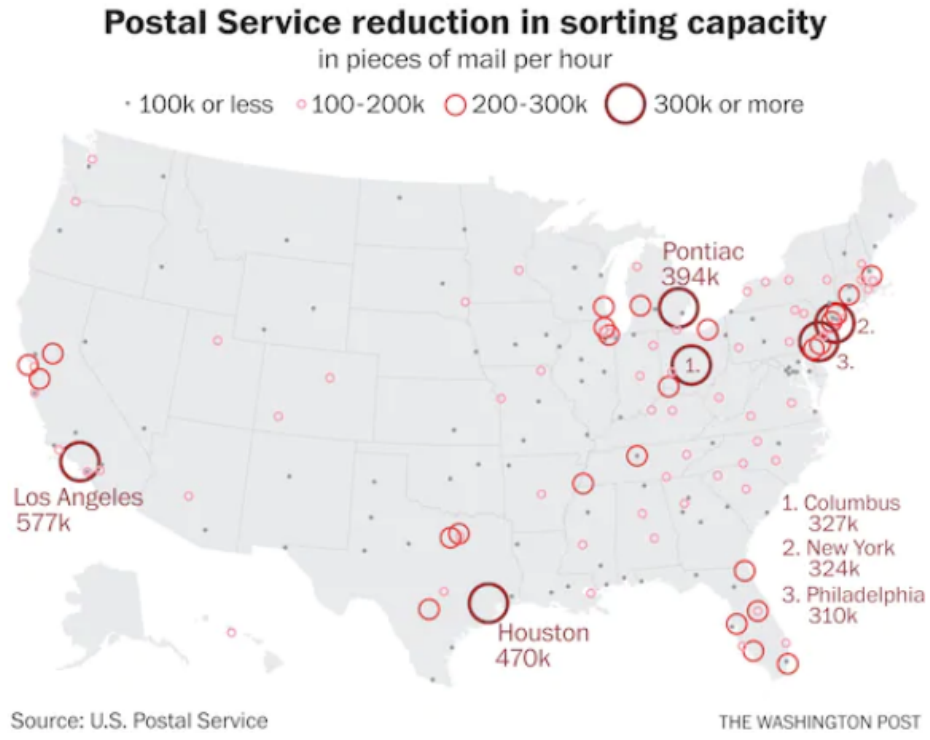 Postal Service reduction in sorting capacity
in pieces of mail per hour
100k or less 100-200k 200-300k 300k or more
Pontiac
394k
1.
2.
3.
Los Angeles
577k
Houston
470k
1. Columbus
327k
2. New York
324k
3. Philadelphia
310k
Source: U.S. Postal Service
THE WASHINGTON POST